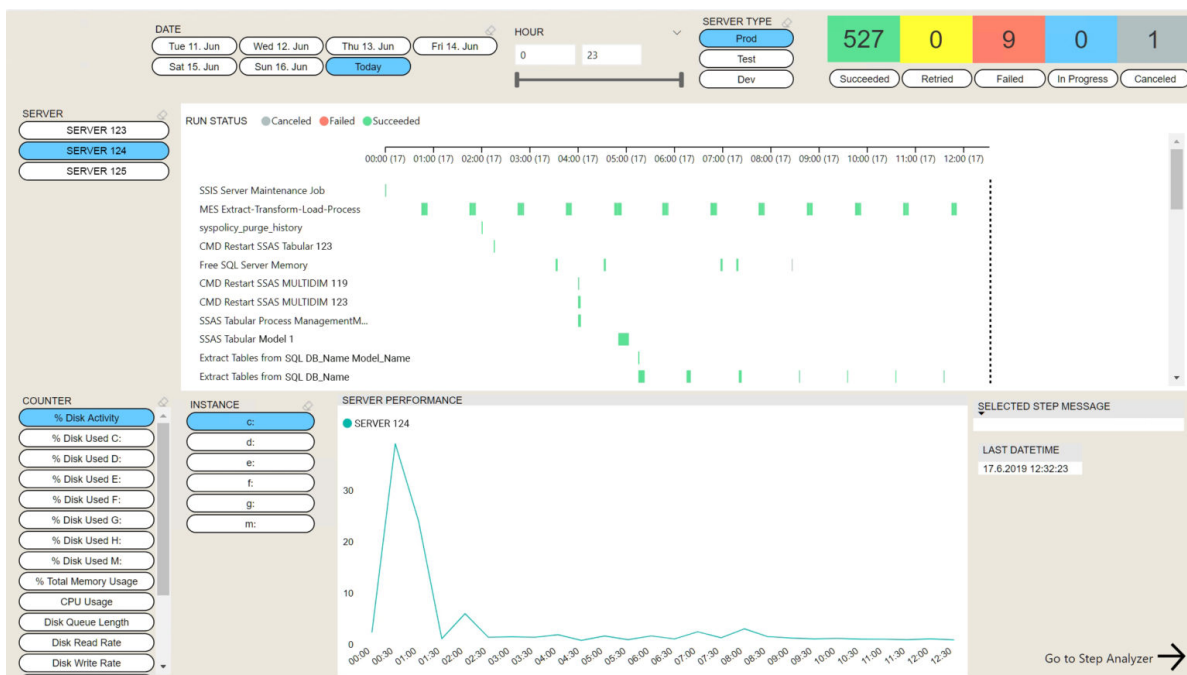 DATE
Tue 11. Jun Wed 12. Jun Thu 13. Jun Fri 14. Jun
Sat 15. Jun Sun 16. Jun Today
HOUR
0 23
SERVER TYPE
Prod
Test
Dev
527 0 9 0 1
Succeeded Retried Failed In Progress Canceled
SERVER
SERVER 123
SERVER 124
SERVER 125
RUN STATUS Canceled Failed Succeeded
00:00 (17) 01:00 (17) 02:00 (17) 03:00 (17) 04:00 (17) 05:00 (17) 06:00 (17) 07:00 (17) 08:00 (17) 09:00 (17) 10:00 (17) 11:00 (17) 12:00 (17)
SSIS Server Maintenance Job
MES Extract-Transform-Load-Process
syspolicy_purge_history
CMD Restart SSAS Tabular 123
Free SQL Server Memory
CMD Restart SSAS MULTIDIM 119
CMD Restart SSAS MULTIDIM 123
SSAS Tabular Process ManagementM...
SSAS Tabular Model 1
Extract Tables from SQL DB_Name Model_Name
Extract Tables from SQL DB_Name
COUNTER
% Disk Activity
% Disk Used C:
% Disk Used D:
% Disk Used E:
% Disk Used F:
% Disk Used G:
% Disk Used H:
% Disk Used M:
% Total Memory Usage
CPU Usage
Disk Queue Length
Disk Read Rate
Disk Write Rate
INSTANCE
c:
d:
e:
f:
g:
m:
SERVER PERFORMANCE
SERVER 124
30
20
10
0
00:00 00:30 01:00 01:30 02:00 02:30 03:00 03:30 04:00 04:30 05:00 05:30 06:00 06:30 07:00 07:30 08:00 08:30 09:00 09:30 10:00 10:30 11:00 11:30 12:00 12:30
SELECTED STEP MESSAGE
LAST DATETIME
17.6.2019 12:32:23
Go to Step Analyzer